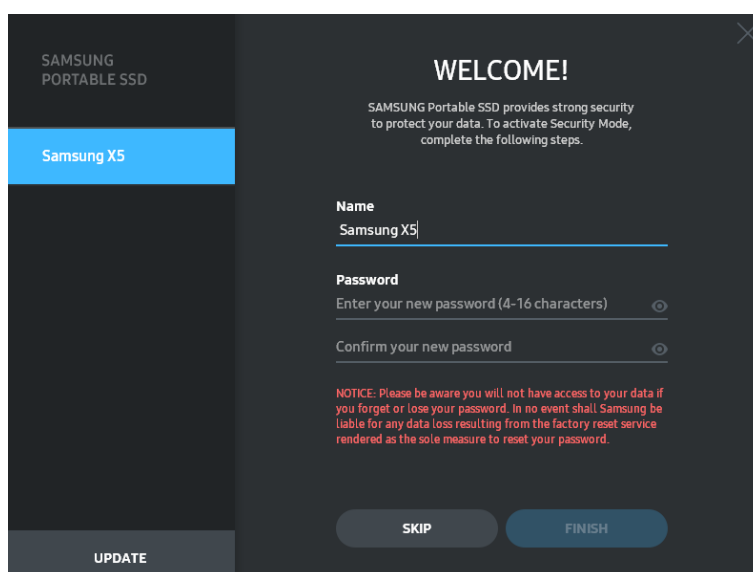 SAMSUNG
PORTABLE SSD
Samsung X5
UPDATE
WELCOME!
SAMSUNG Portable SSD provides strong security
to protect your data. To activate Security Mode,
complete the following steps.
Name
Samsung X5
Password
Enter your new password (4-16 characters)
Confirm your new password
NOTICE: Please be aware you will not have access to your data if
you forget or lose your password. In no event shall Samsung be
liable for any data loss resulting from the factory reset service
rendered as the sole measure to reset your password.
SKIP
FINISH